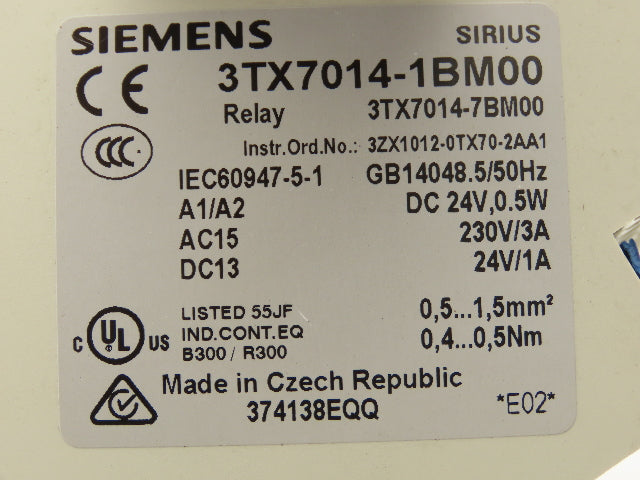 SIEMENS SIRIUS
CE 3TX7014-1BM00
Relay 3TX7014-7BM00
CCC Instr.Ord.No.: 3ZX1012-0TX70-2AA1
IEC60947-5-1 GB14048.5/50Hz
A1/A2 DC 24V,0.5W
AC15 230V/3A
DC13 24V/1A
LISTED 55JF 0,5...1,5mm²
C UL US IND.CONT.EQ 0,4...0,5Nm
B300 / R300
Made in Czech Republic
374138EQQ *E02*